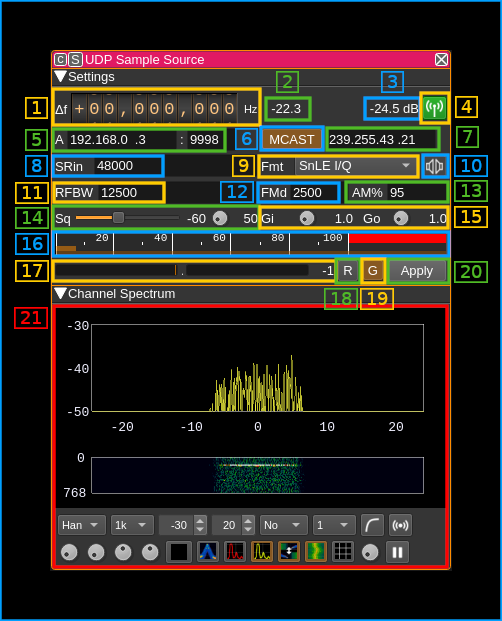 C S UDP Sample Source
Settings
2 3
1 Δf +00,000,000 Hz -22.3 -24.5 dB 4
5 A 192.168.0 .3 : 9998 6 MCAST 239.255.43 .21 7
8 SRin 48000 9 Fmt SnLE I/Q 10
11 RFBW 12500 12 FMd 2500 AM% 95 13
14 Sq -60 50 Gi 1.0 Go 1.0 15
16 20 40 60 80 100
17 -1 R G Apply 20
Channel Spectrum 18 19
21
-30
-40
-50
-20 -10 0 10 20
0
768
Han 1k -30 20 No 1